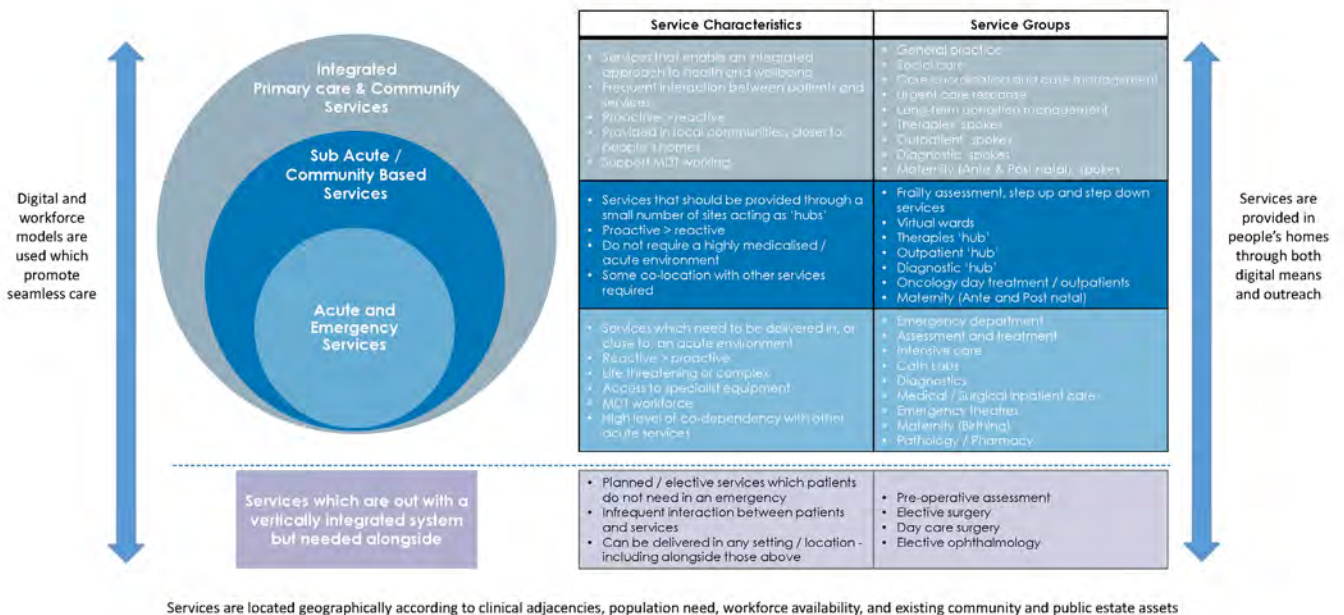 Digital and
workforce
models are
used which
promote
seamless care
Integrated
Primary care & Community
Services
Sub Acute /
Community Based
Services
Acute and
Emergency
Services
Services which are out with a
vertically integrated system
but needed alongside
Service Characteristics
Service Groups
• Services that enable an integrated
approach to health and wellbeing
• Frequent interaction between patients and
services
• Proactive > reactive
• Provided in local communities, closer to
people's homes
• Support MDT working
• General practice
• Social care
• Care coordination and case management
• Urgent care response
• Long-term condition management
• Therapies 'spokes'
• Outpatient 'spokes'
• Diagnostic 'spokes'
• Maternity (Ante & Post natal) 'spokes'
• Services that should be provided through a
small number of sites acting as 'hubs'
• Proactive > reactive
• Do not require a highly medicalised /
acute environment
• Some co-location with other services
required
• Frailty assessment, step up and step down
services
• Virtual wards
• Therapies 'hub'
• Outpatient 'hub'
• Diagnostic 'hub'
• Oncology day treatment / outpatients
• Maternity (Ante and Post natal)
• Services which need to be delivered in, or
close to, an acute environment
• Reactive > proactive
• Life threatening or complex
• Access to specialist equipment
• MDT workforce
• High level of co-dependency with other
acute services
• Emergency department
• Assessment and treatment
• Intensive care
• Cath Labs
• Diagnostics
• Medical / Surgical inpatient care
• Emergency theatres
• Maternity (Birthing)
• Pathology / Pharmacy
• Planned / elective services which patients
do not need in an emergency
• Infrequent interaction between patients
and services
• Can be delivered in any setting / location -
including alongside those above
• Pre-operative assessment
• Elective surgery
• Day care surgery
• Elective ophthalmology
Services are
provided in
people's homes
through both
digital means
and outreach
Services are located geographically according to clinical adjacencies, population need, workforce availability, and existing community and public estate assets